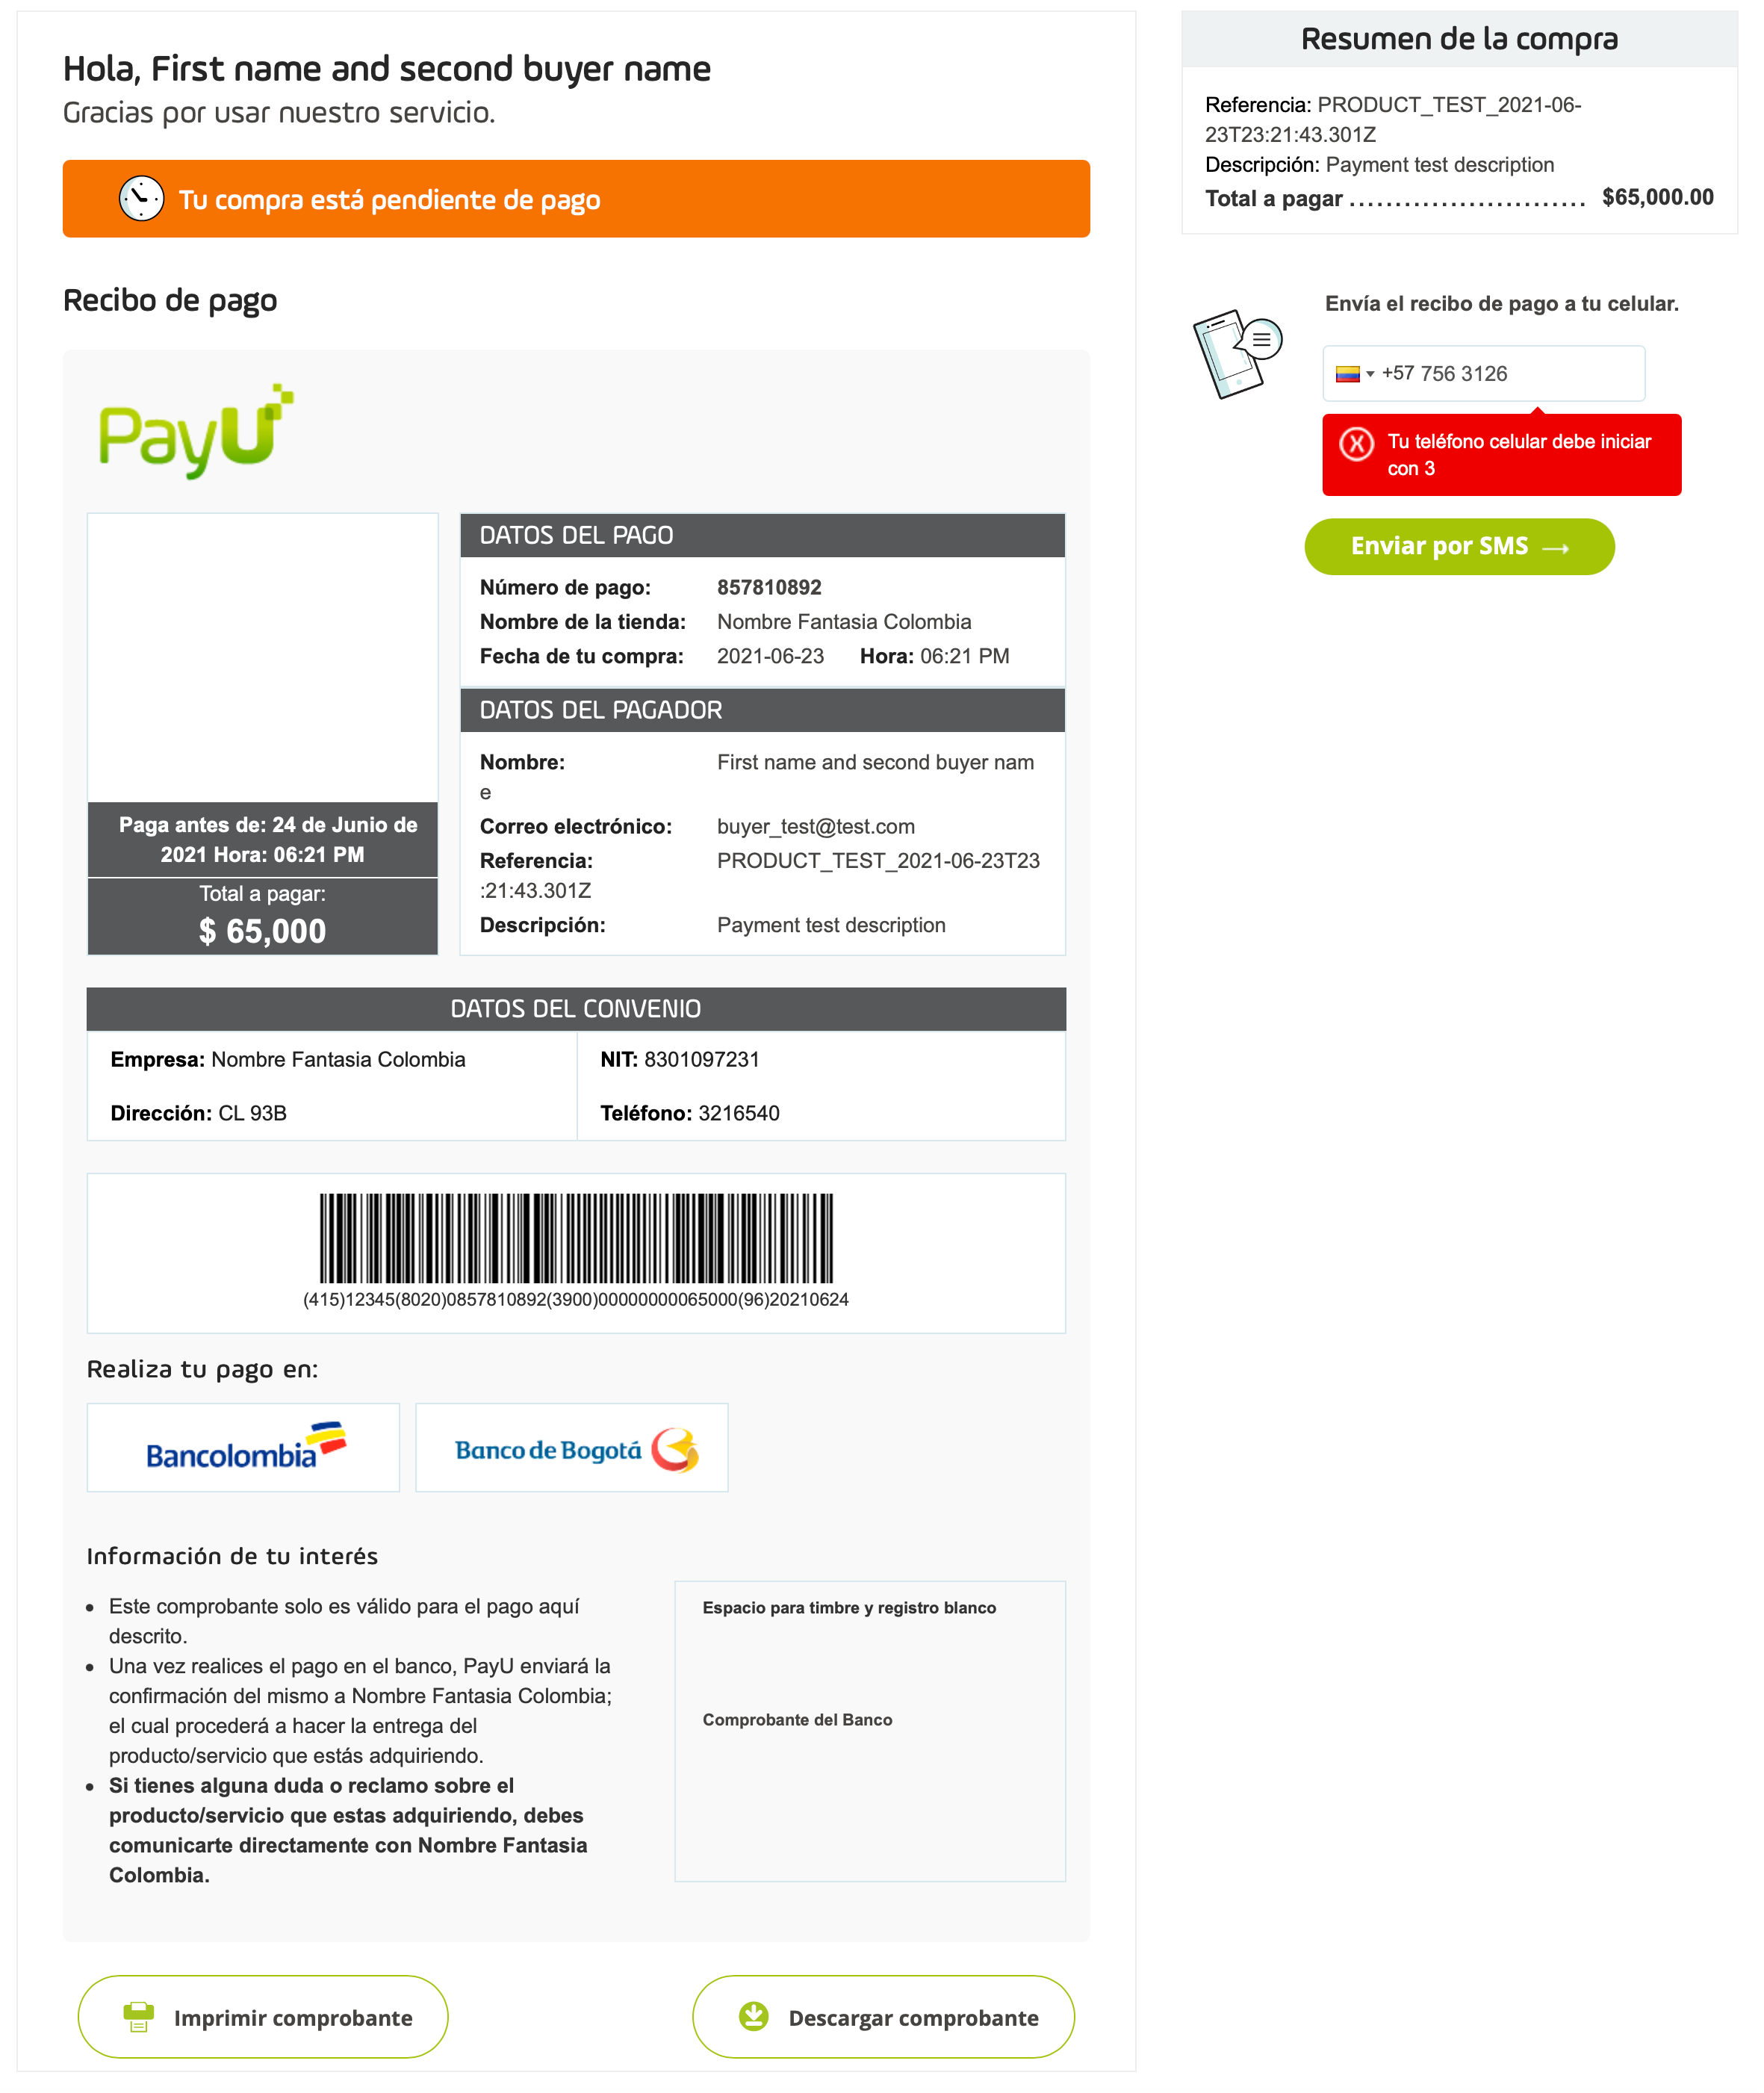 Hola, First name and second buyer name
Gracias por usar nuestro servicio.
Tu compra está pendiente de pago
Recibo de pago
PayU
Paga antes de: 24 de Junio de
2021 Hora: 06:21 PM
Total a pagar:
$ 65,000
DATOS DEL PAGO
Número de pago: 857810892
Nombre de la tienda: Nombre Fantasia Colombia
Fecha de tu compra: 2021-06-23 Hora: 06:21 PM
DATOS DEL PAGADOR
Nombre: First name and second buyer nam
e
Correo electrónico: buyer_test@test.com
Referencia: PRODUCT_TEST_2021-06-23T23
:21:43.301Z
Descripción: Payment test description
DATOS DEL CONVENIO
Empresa: Nombre Fantasia Colombia
NIT: 8301097231
Dirección: CL 93B
Teléfono: 3216540
(415)12345(8020)0857810892(3900)00000000065000(96)20210624
Realiza tu pago en:
Bancolombia
Banco de Bogotá
Información de tu interés
• Este comprobante solo es válido para el pago aquí
descrito.
• Una vez realices el pago en el banco, PayU enviará la
confirmación del mismo a Nombre Fantasia Colombia;
el cual procederá a hacer la entrega del
producto/servicio que estás adquiriendo.
• Si tienes alguna duda o reclamo sobre el
producto/servicio que estas adquiriendo, debes
comunicarte directamente con Nombre Fantasia
Colombia.
Espacio para timbre y registro blanco
Comprobante del Banco
Imprimir comprobante
Descargar comprobante
Resumen de la compra
Referencia: PRODUCT_TEST_2021-06-
23T23:21:43.301Z
Descripción: Payment test description
Total a pagar .......................... $65,000.00
Envía el recibo de pago a tu celular.
+57 756 3126
Tu teléfono celular debe iniciar
con 3
Enviar por SMS →